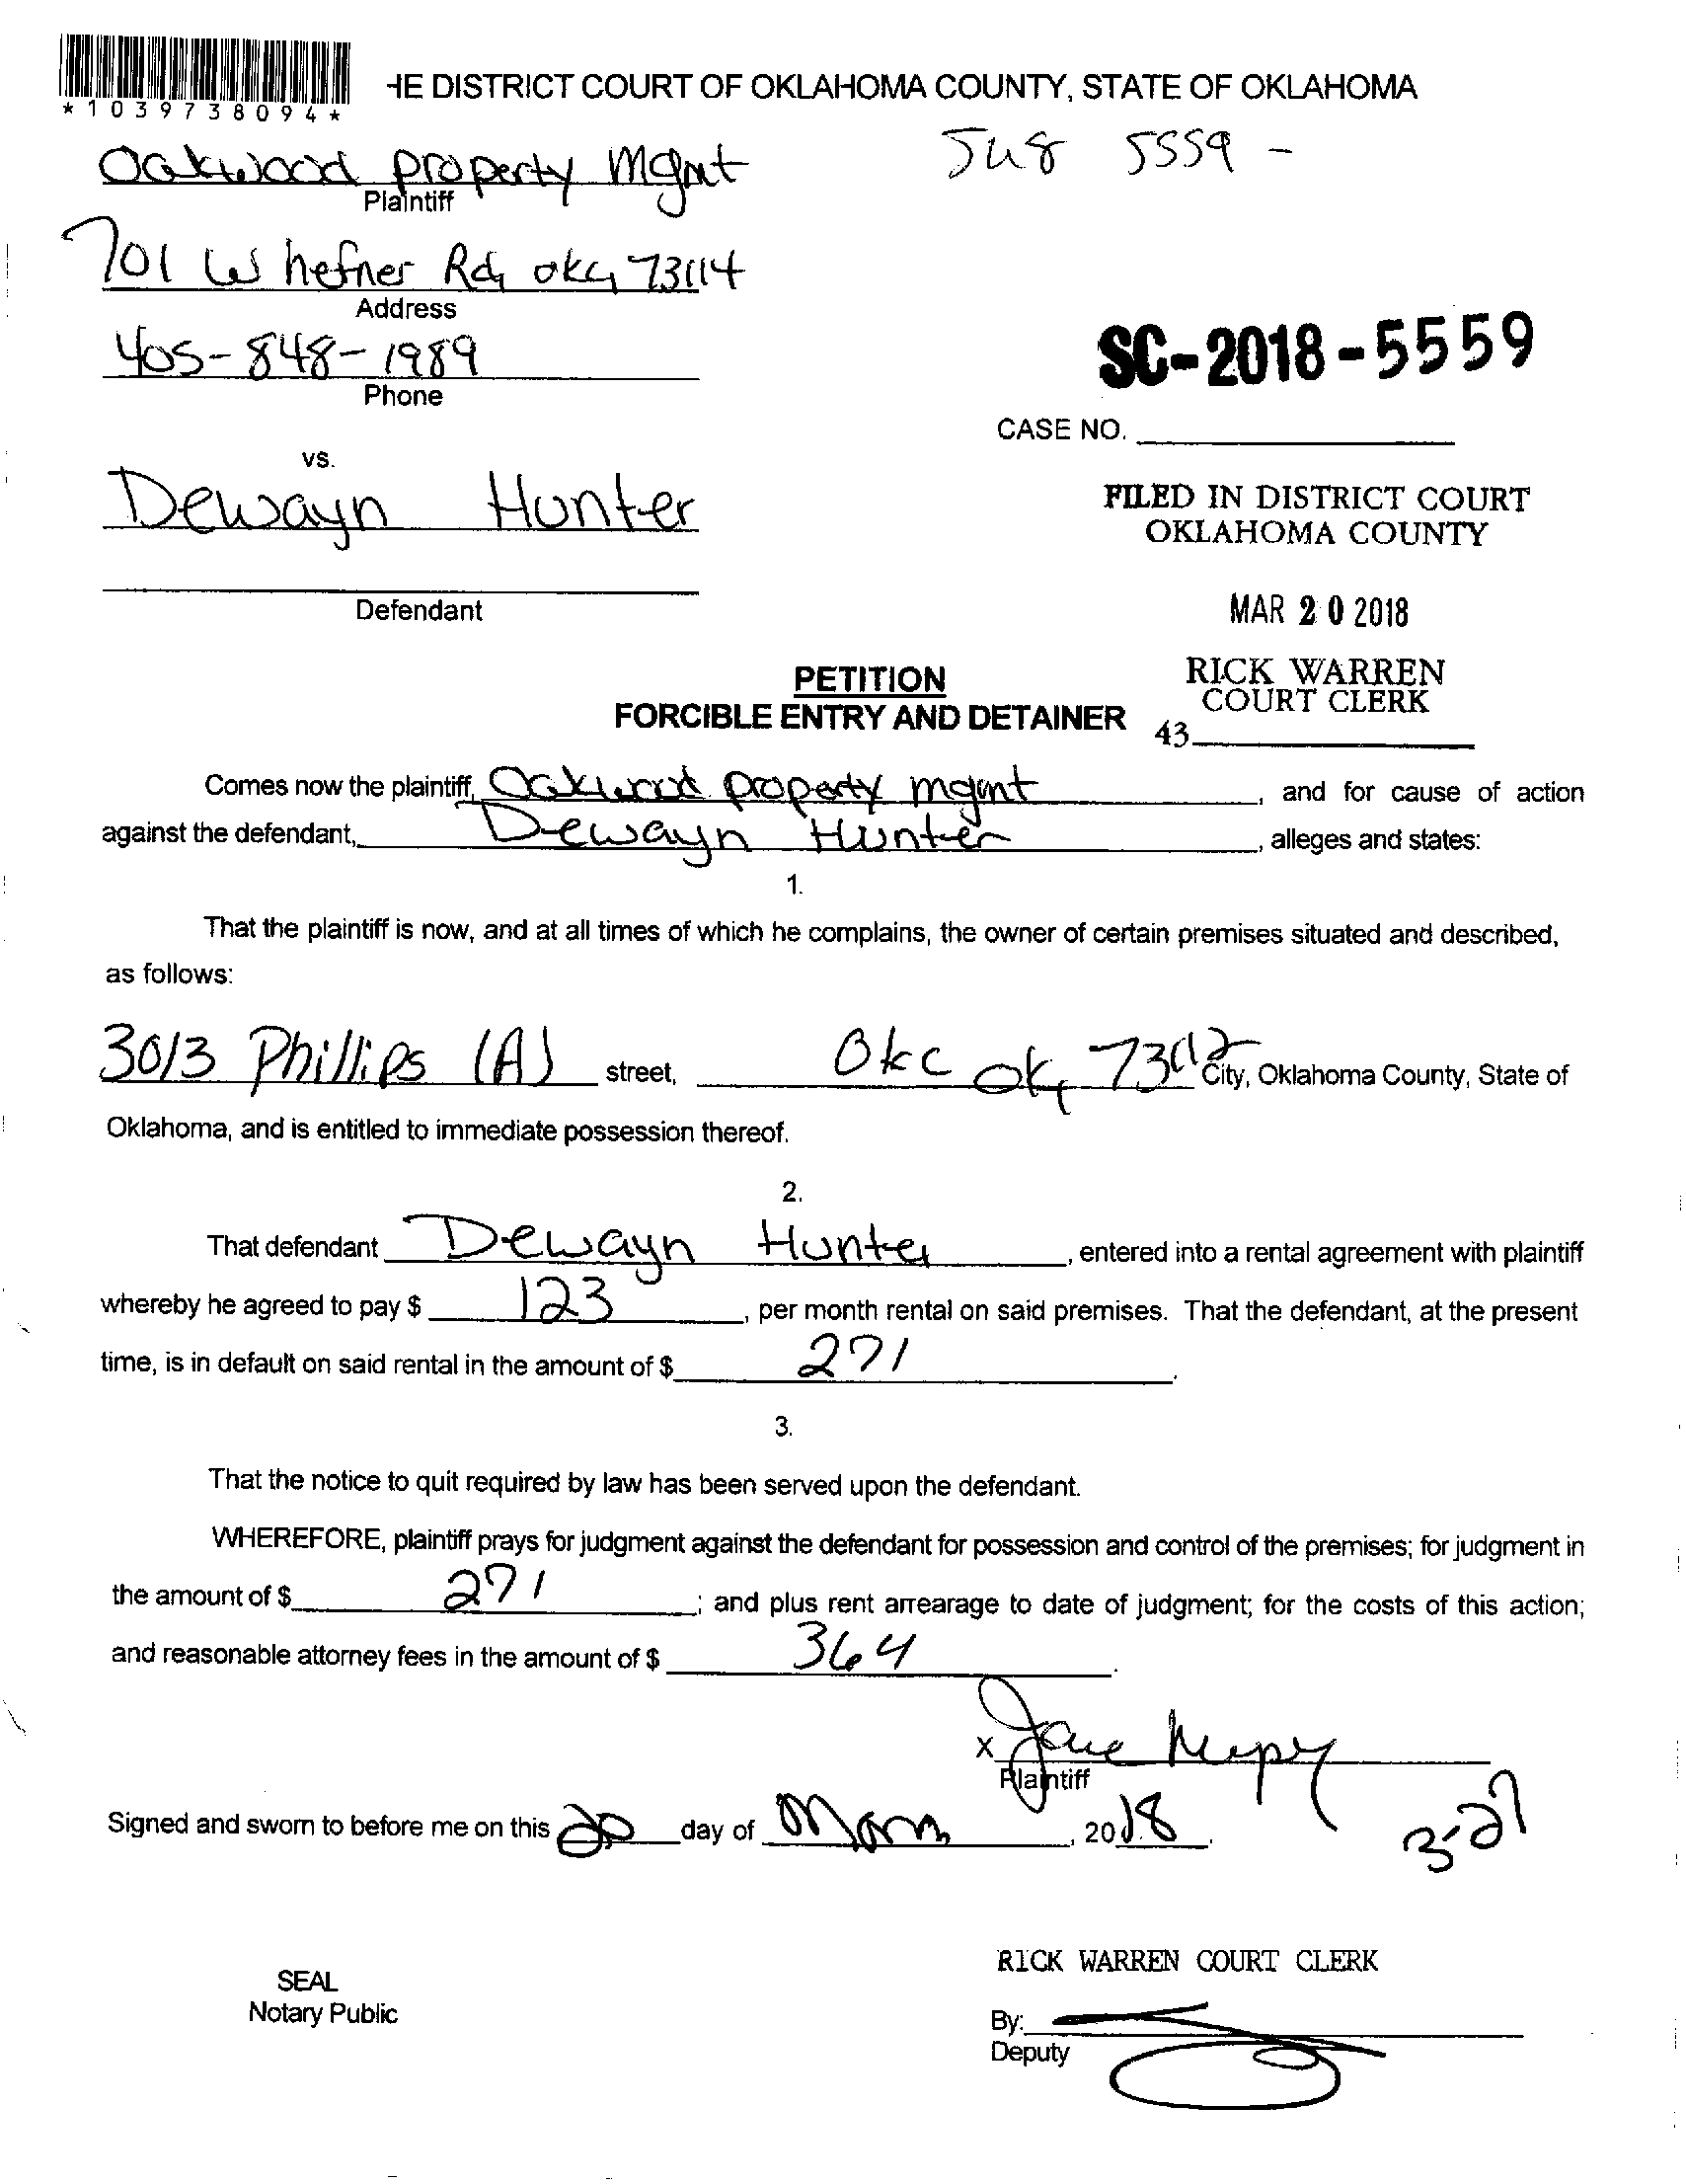 *1039738094*
HE DISTRICT COURT OF OKLAHOMA COUNTY, STATE OF OKLAHOMA
Oakwood property Mgmt
5559 -
Plaintiff
701 W hefner Rd, okc, 73114
Address
405-848-1989
Phone
SC-2018-5559
CASE NO.
vs.
Dewayn Hunter
FILED IN DISTRICT COURT
OKLAHOMA COUNTY
Defendant
MAR 20 2018
PETITION
RICK WARREN
COURT CLERK
FORCIBLE ENTRY AND DETAINER
43
Comes now the plaintiff, Oakwood property mgmt, and for cause of action
against the defendant, Dewayn Hunter, alleges and states:
1.
That the plaintiff is now, and at all times of which he complains, the owner of certain premises situated and described,
as follows:
3013 Phillips (A) street, Okc ok, 73112 City, Oklahoma County, State of
Oklahoma, and is entitled to immediate possession thereof.
2.
That defendant Dewayn Hunter, entered into a rental agreement with plaintiff
whereby he agreed to pay $ 123, per month rental on said premises. That the defendant, at the present
time, is in default on said rental in the amount of $ 271.
3.
That the notice to quit required by law has been served upon the defendant.
WHEREFORE, plaintiff prays for judgment against the defendant for possession and control of the premises; for judgment in
the amount of $ 271; and plus rent arrearage to date of judgment; for the costs of this action;
and reasonable attorney fees in the amount of $ 364.
x
Plaintiff
Signed and sworn to before me on this 20 day of , 2018.
3-27
SEAL
Notary Public
RICK WARREN COURT CLERK
By:
Deputy